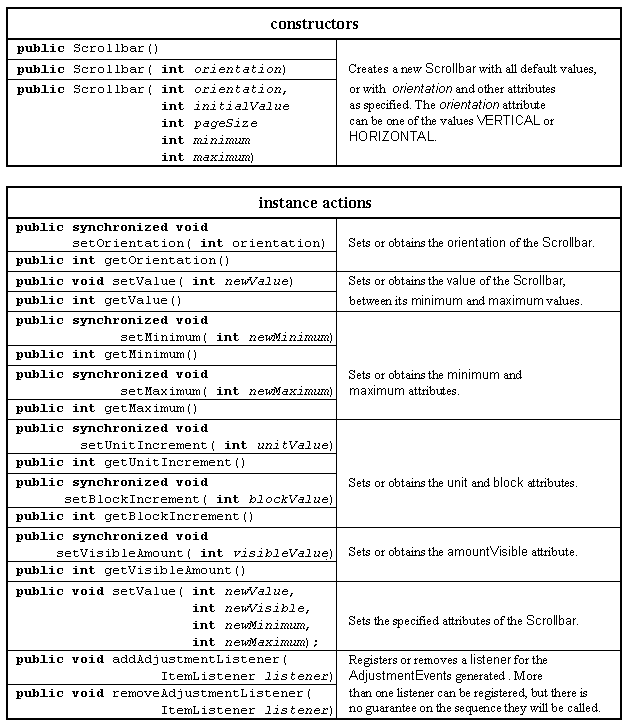 constructors
public Scrollbar()
public Scrollbar( int orientation)
public Scrollbar( int orientation,
int initialValue
int pageSize
int minimum
int maximum)
Creates a new Scrollbar with all default values,
or with orientation and other attributes
as specified. The orientation attribute
can be one of the values VERTICAL or
HORIZONTAL.
instance actions
public synchronized void
setOrientation( int orientation)
public int getOrientation()
Sets or obtains the orientation of the Scrollbar.
public void setValue( int newValue)
public int getValue()
Sets or obtains the value of the Scrollbar,
between its minimum and maximum values.
public synchronized void
setMinimum( int newMinimum)
public int getMinimum()
public synchronized void
setMaximum( int newMaximum)
public int getMaximum()
Sets or obtains the minimum and
maximum attributes.
public synchronized void
setUnitIncrement( int unitValue)
public int getUnitIncrement()
public synchronized void
setBlockIncrement( int blockValue)
public int getBlockIncrement()
Sets or obtains the unit and block attributes.
public synchronized void
setVisibleAmount( int visibleValue)
public int getVisibleAmount()
Sets or obtains the amountVisible attribute.
public void setValue( int newValue,
int newVisible,
int newMinimum,
int newMaximum);
Sets the specified attributes of the Scrollbar.
public void addAdjustmentListener(
ItemListener listener)
public void removeAdjustmentListener(
ItemListener listener)
Registers or removes a listener for the
AdjustmentEvents generated . More
than one listener can be registered, but there is
no guarantee on the sequence they will be called.